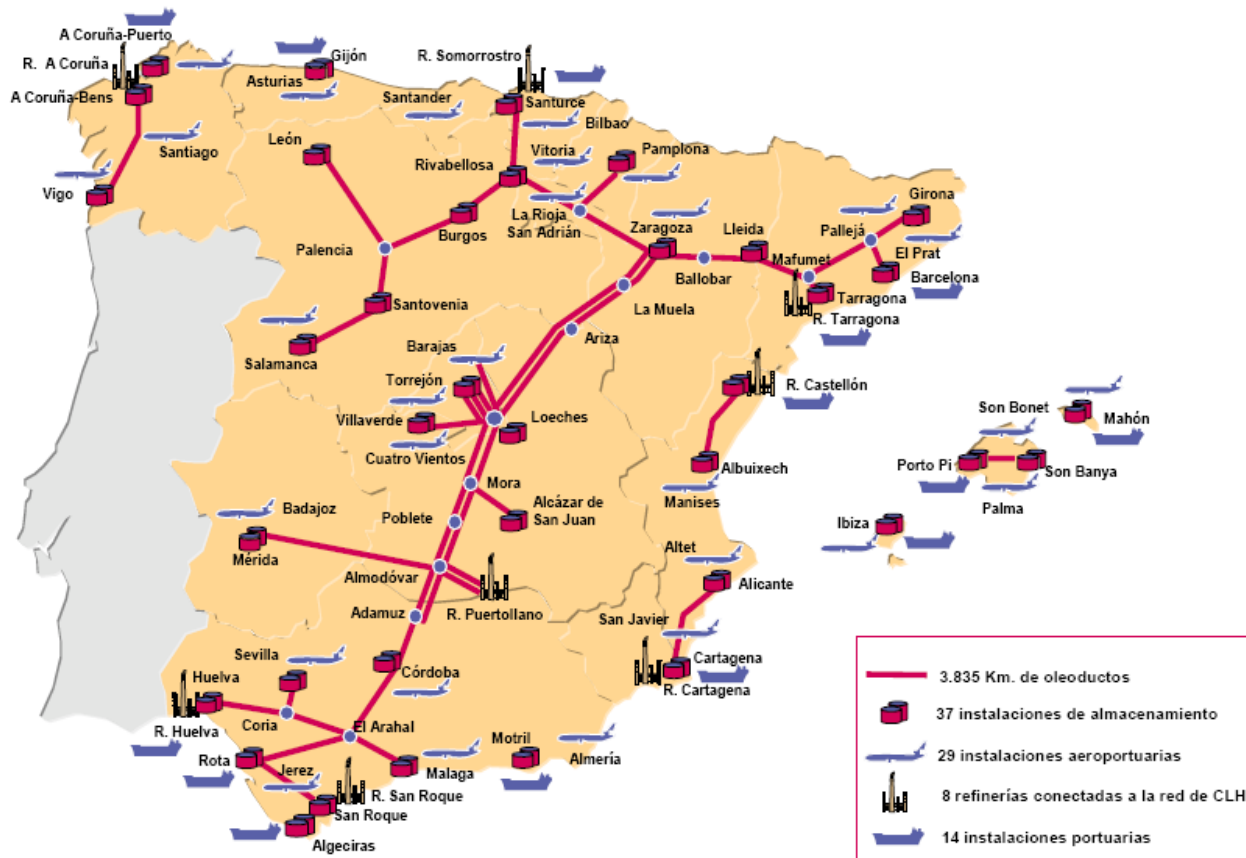 A Coruña-Puerto
R. A Coruña
A Coruña-Bens
Gijón
Asturias
Santander
R. Somorrostro
Santurce
Bilbao
León
Santiago
Vigo
Rivabellosa
Vitoria
Pamplona
La Rioja
San Adrián
Burgos
Palencia
Zaragoza
Lleida
Girona
Pallejá
El Prat
Mafumet
Barcelona
Ballobar
Tarragona
R. Tarragona
La Muela
Santovenia
Salamanca
Ariza
Barajas
Torrejón
Villaverde
Loeches
Cuatro Vientos
R. Castellón
Albuixech
Manises
Son Bonet
Mahón
Porto Pi
Son Banya
Palma
Ibiza
Mora
Alcázar de
San Juan
Poblete
Badajoz
Mérida
Almodóvar
R. Puertollano
Adamuz
Altet
Alicante
San Javier
Cartagena
R. Cartagena
Sevilla
Córdoba
Huelva
R. Huelva
Coria
El Arahal
Rota
Jerez
Malaga
Motril
Almería
R. San Roque
San Roque
Algeciras
3.835 Km. de oleoductos
37 instalaciones de almacenamiento
29 instalaciones aeroportuarias
8 refinerías conectadas a la red de CLH
14 instalaciones portuarias